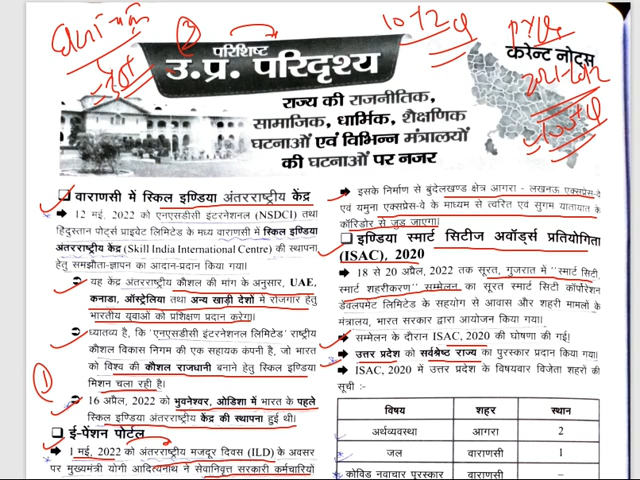 10-12 Q
परिशिष्ट
उ.प्र. परिदृश्य
करेन्ट नोट्स
राज्य की राजनीतिक,
सामाजिक, धार्मिक, शैक्षणिक
घटनाओं एवं विभिन्न मंत्रालयों
की घटनाओं पर नजर
वाराणसी में स्किल इण्डिया अंतरराष्ट्रीय केंद्र
12 मई, 2022 को एनएसडीसी इंटरनेशनल (NSDCI) तथा
हिंदुस्तान पोर्ट्स प्राइवेट लिमिटेड के मध्य वाराणसी में स्किल इण्डिया
अंतरराष्ट्रीय केंद्र (Skill India International Centre) की स्थापना
हेतु समझौता-ज्ञापन का आदान-प्रदान किया गया।
यह केंद्र अंतरराष्ट्रीय कौशल की मांग के अनुसार, UAE,
कनाडा, ऑस्ट्रेलिया तथा अन्य खाड़ी देशों में रोजगार हेतु
भारतीय युवाओं को प्रशिक्षण प्रदान करेगा।
ध्यातव्य है, कि 'एनएसडीसी इंटरनेशनल लिमिटेड' राष्ट्रीय
कौशल विकास निगम की एक सहायक कंपनी है, जो भारत
को विश्व की कौशल राजधानी बनाने हेतु स्किल इण्डिया
मिशन चला रही है।
①
16 अप्रैल, 2022 को भुवनेश्वर, ओडिशा में भारत के पहले
स्किल इण्डिया अंतरराष्ट्रीय केंद्र की स्थापना हुई थी।
ई-पेंशन पोर्टल
1 मई, 2022 को अंतरराष्ट्रीय मजदूर दिवस (ILD) के अवसर
पर मुख्यमंत्री योगी आदित्यनाथ ने सेवानिवृत्त सरकारी कर्मचारियों
इसके निर्माण से बुंदेलखण्ड क्षेत्र आगरा - लखनऊ एक्सप्रेस-वे
एवं यमुना एक्सप्रेस-वे के माध्यम से त्वरित एवं सुगम यातायात के
कॉरिडोर से जुड़ जाएगा।
इण्डिया स्मार्ट सिटीज अवॉर्ड्स प्रतियोगिता
(ISAC), 2020
18 से 20 अप्रैल, 2022 तक सूरत, गुजरात में "स्मार्ट सिटी,
स्मार्ट शहरीकरण" सम्मेलन का सूरत स्मार्ट सिटी कॉर्पोरेशन
डेवलपमेंट लिमिटेड के सहयोग से आवास और शहरी मामलों के
मंत्रालय, भारत सरकार द्वारा आयोजन किया गया।
सम्मेलन के दौरान ISAC, 2020 की घोषणा की गई।
उत्तर प्रदेश को सर्वश्रेष्ठ राज्य का पुरस्कार प्रदान किया गया।
ISAC, 2020 में उत्तर प्रदेश के विषयवार विजेता शहरों की
सूची :-
विषय शहर स्थान
अर्थव्यवस्था आगरा 2
जल वाराणसी 1
कोविड नवाचार पुरस्कार वाराणसी –